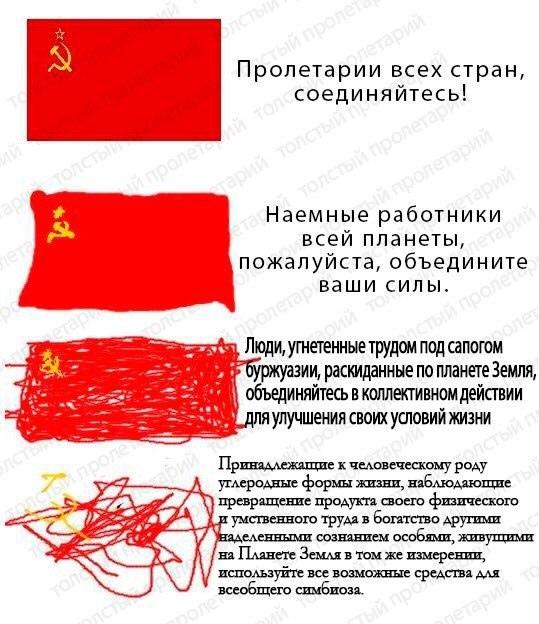 Пролетарии всех стран,
соединяйтесь!
Наемные работники
всей планеты,
пожалуйста, объедините
ваши силы.
Люди, угнетенные трудом под сапогом
буржуазии, раскиданные по планете Земля,
объединяйтесь в коллективном действии
для улучшения своих условий жизни
Принадлежащие к человеческому роду
углеродные формы жизни, наблюдающие
превращение продукта своего физического
и умственного труда в богатство другими
наделенными сознанием особями, живущими
на Планете Земля в том же измерении,
используйте все возможные средства для
всеобщего симбиоза.
толстый пролетарий